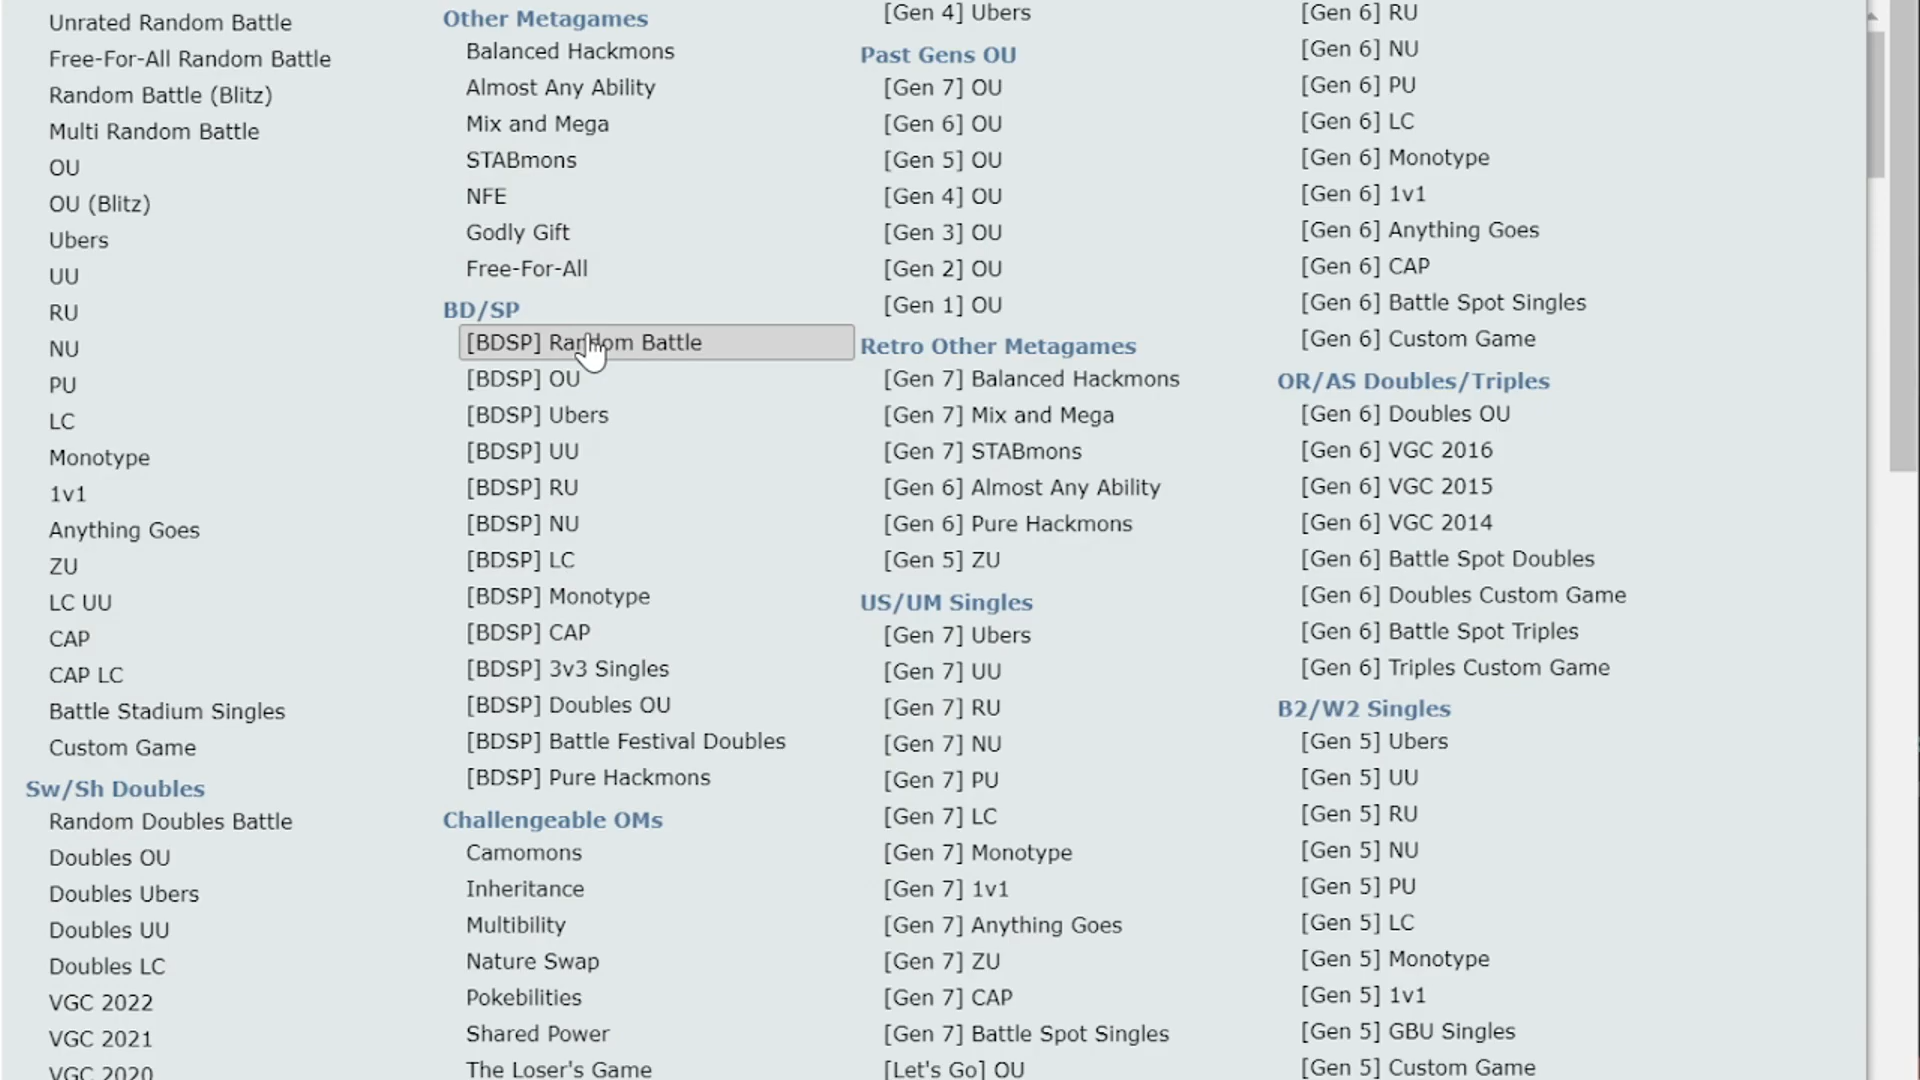 Unrated Random Battle
Free-For-All Random Battle
Random Battle (Blitz)
Multi Random Battle
OU
OU (Blitz)
Ubers
UU
RU
NU
PU
LC
Monotype
1v1
Anything Goes
ZU
LC UU
CAP
CAP LC
Battle Stadium Singles
Custom Game
Sw/Sh Doubles
Random Doubles Battle
Doubles OU
Doubles Ubers
Doubles UU
Doubles LC
VGC 2022
VGC 2021
VGC 2020
Other Metagames
Balanced Hackmons
Almost Any Ability
Mix and Mega
STABmons
NFE
Godly Gift
Free-For-All
BD/SP
[BDSP] Random Battle
[BDSP] OU
[BDSP] Ubers
[BDSP] UU
[BDSP] RU
[BDSP] NU
[BDSP] LC
[BDSP] Monotype
[BDSP] CAP
[BDSP] 3v3 Singles
[BDSP] Doubles OU
[BDSP] Battle Festival Doubles
[BDSP] Pure Hackmons
Challengeable OMs
Camomons
Inheritance
Multibility
Nature Swap
Pokebilities
Shared Power
The Loser's Game
[Gen 4] Ubers
Past Gens OU
[Gen 7] OU
[Gen 6] OU
[Gen 5] OU
[Gen 4] OU
[Gen 3] OU
[Gen 2] OU
[Gen 1] OU
Retro Other Metagames
[Gen 7] Balanced Hackmons
[Gen 7] Mix and Mega
[Gen 7] STABmons
[Gen 6] Almost Any Ability
[Gen 6] Pure Hackmons
[Gen 5] ZU
US/UM Singles
[Gen 7] Ubers
[Gen 7] UU
[Gen 7] RU
[Gen 7] NU
[Gen 7] PU
[Gen 7] LC
[Gen 7] Monotype
[Gen 7] 1v1
[Gen 7] Anything Goes
[Gen 7] ZU
[Gen 7] CAP
[Gen 7] Battle Spot Singles
[Let's Go] OU
[Gen 6] RU
[Gen 6] NU
[Gen 6] PU
[Gen 6] LC
[Gen 6] Monotype
[Gen 6] 1v1
[Gen 6] Anything Goes
[Gen 6] CAP
[Gen 6] Battle Spot Singles
[Gen 6] Custom Game
OR/AS Doubles/Triples
[Gen 6] Doubles OU
[Gen 6] VGC 2016
[Gen 6] VGC 2015
[Gen 6] VGC 2014
[Gen 6] Battle Spot Doubles
[Gen 6] Doubles Custom Game
[Gen 6] Battle Spot Triples
[Gen 6] Triples Custom Game
B2/W2 Singles
[Gen 5] Ubers
[Gen 5] UU
[Gen 5] RU
[Gen 5] NU
[Gen 5] PU
[Gen 5] LC
[Gen 5] Monotype
[Gen 5] 1v1
[Gen 5] GBU Singles
[Gen 5] Custom Game